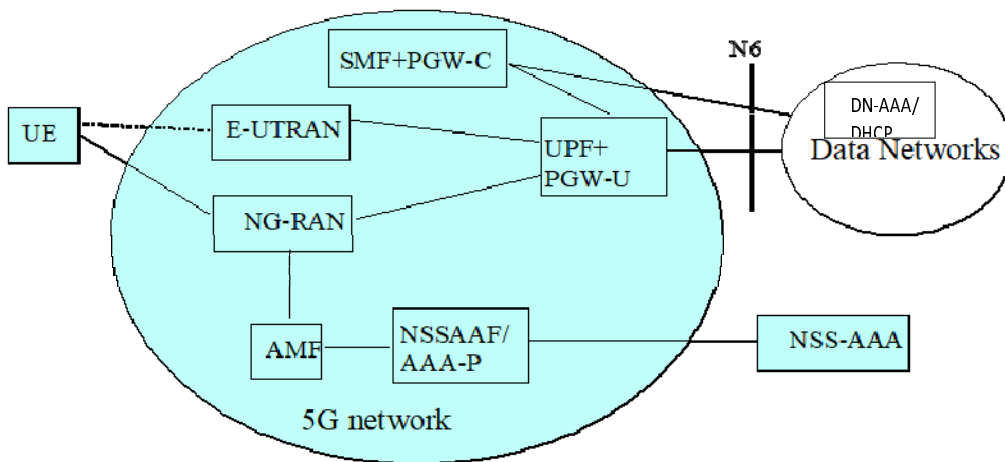 N6
SMF+PGW-C
DN-AAA/
DHCP
UE
E-UTRAN
UPF+
PGW-U
Data Networks
NG-RAN
AMF
NSSAAF/
AAA-P
NSS-AAA
5G network